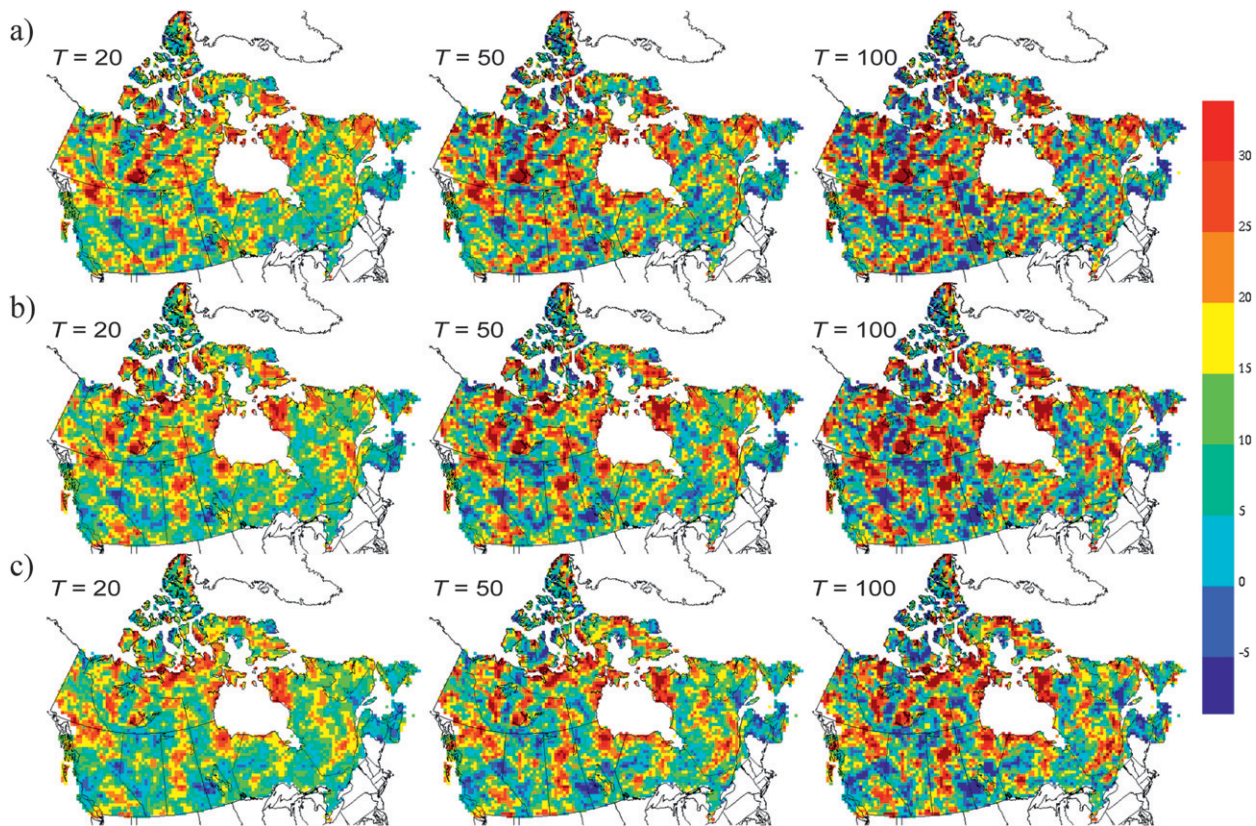 a)
T = 20
T = 50
T = 100
b)
T = 20
T = 50
T = 100
c)
T = 20
T = 50
T = 100
30
25
20
15
10
5
0
-5